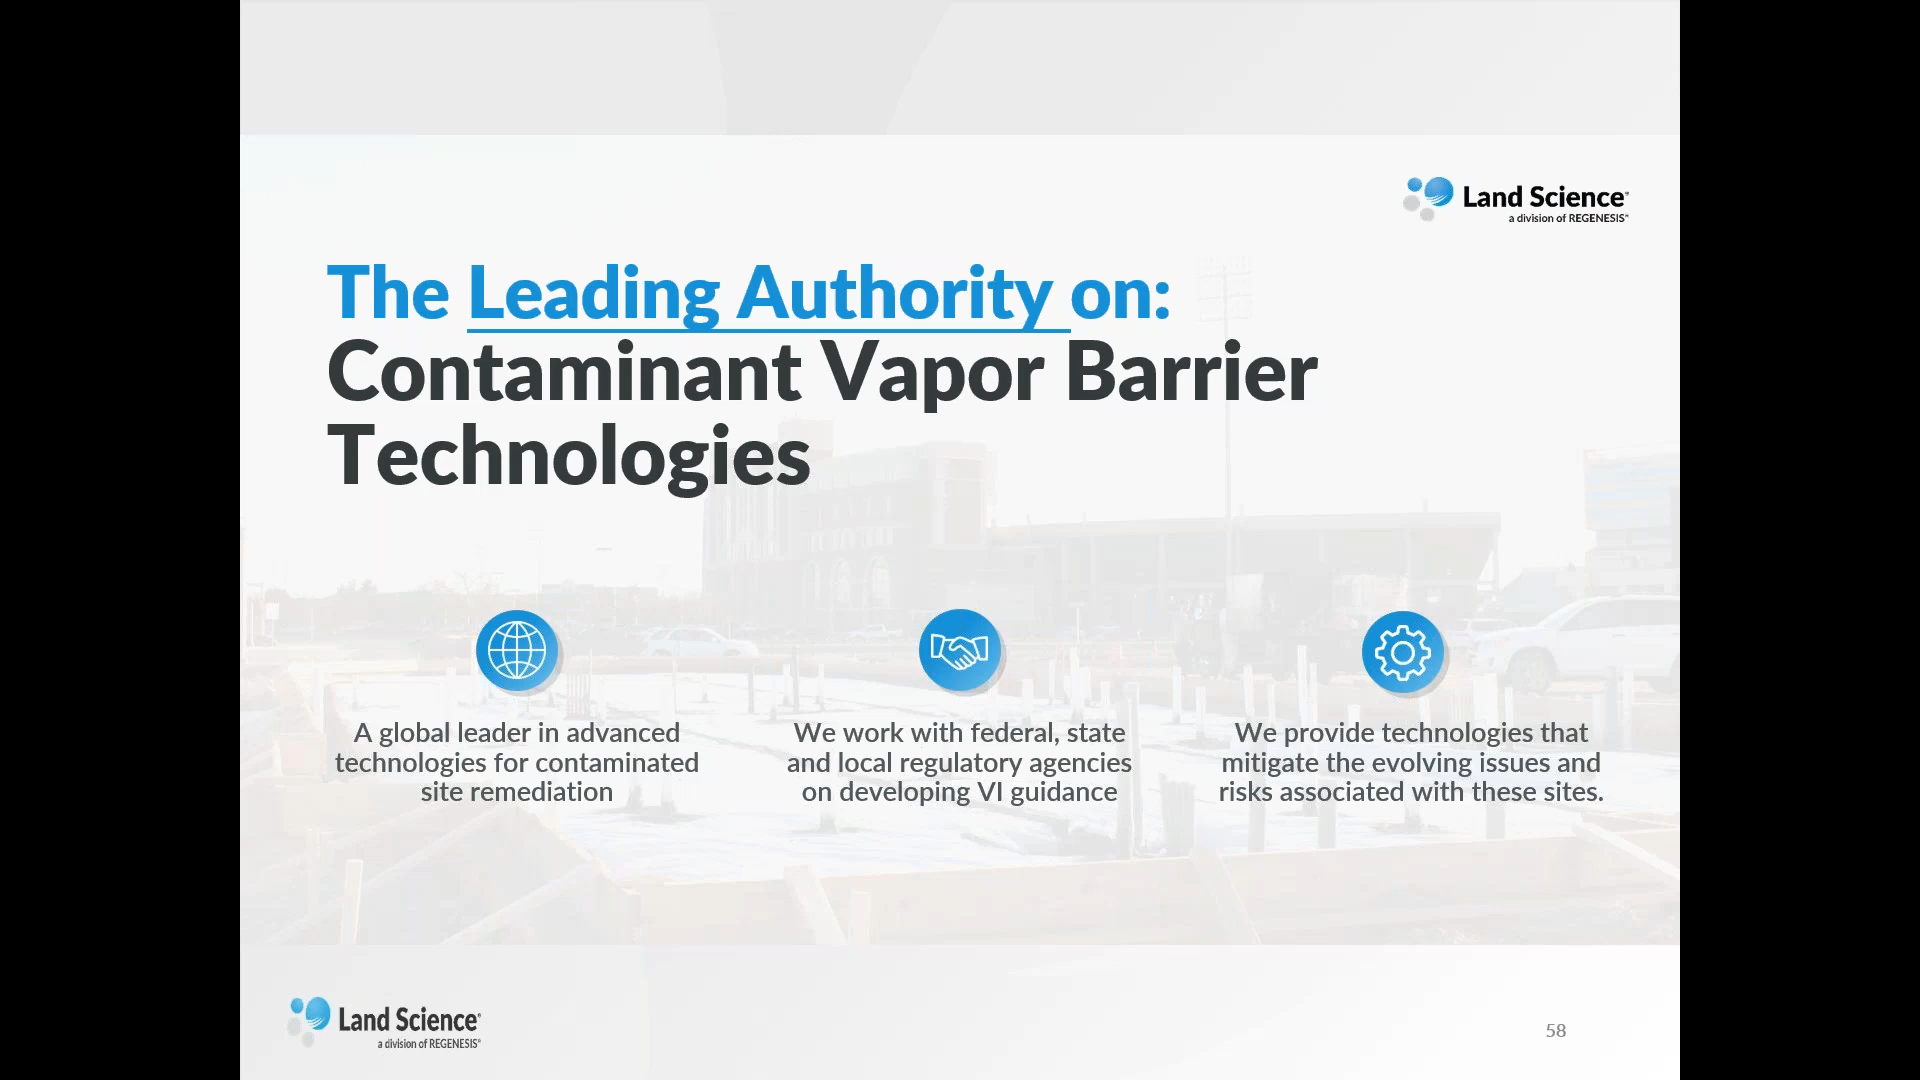 Land Science®
a division of REGENESIS®
The Leading Authority on:
Contaminant Vapor Barrier
Technologies
A global leader in advanced
technologies for contaminated
site remediation
We work with federal, state
and local regulatory agencies
on developing VI guidance
We provide technologies that
mitigate the evolving issues and
risks associated with these sites.
Land Science®
a division of REGENESIS®
58